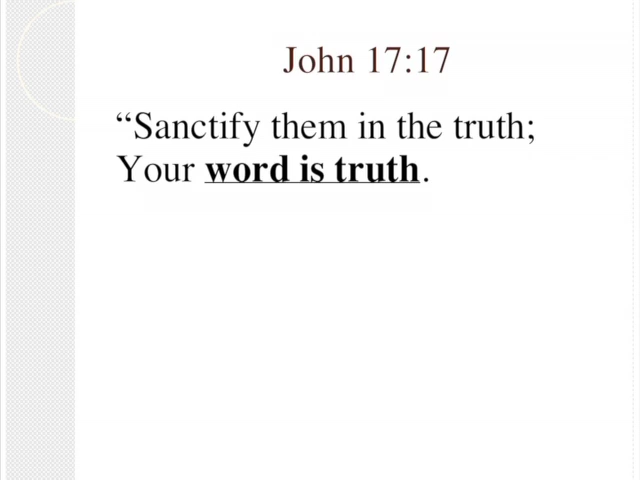 John 17:17
“Sanctify them in the truth;
Your word is truth.